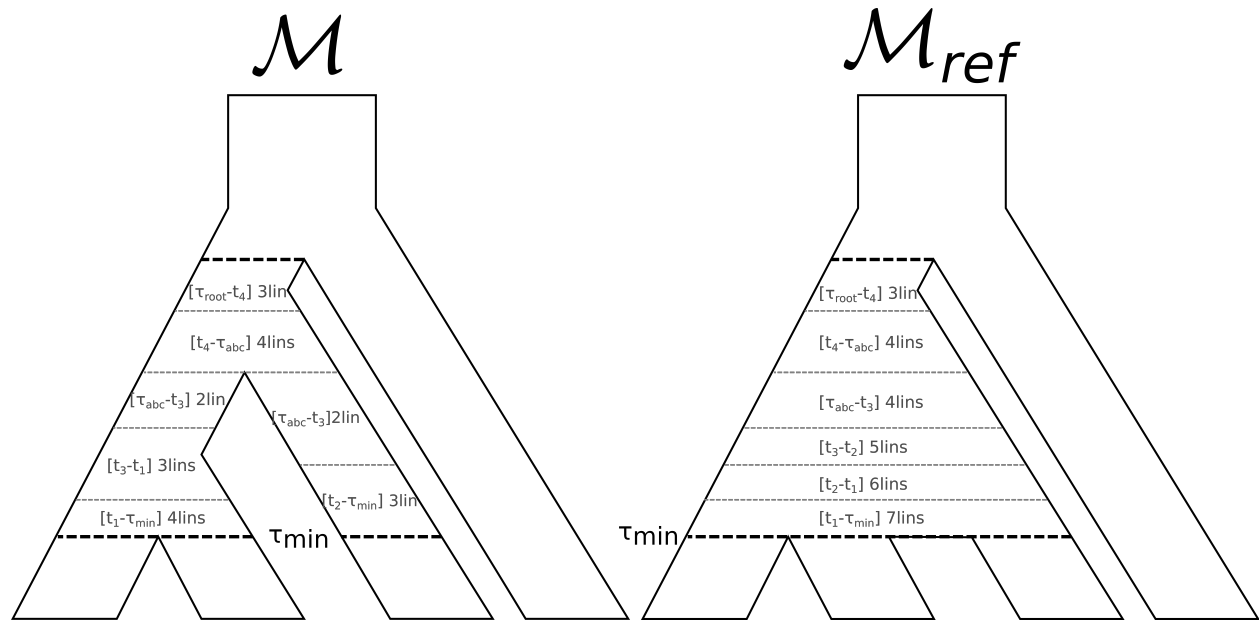 ℳ
[τroot-t4] 3lin
[t4-τabc] 4lins
[τabc-t3] 2lin
[τabc-t3]2lin
[t3-t1] 3lins
[t2-τmin] 3lin
[t1-τmin] 4lins
τmin
ℳref
[τroot-t4] 3lin
[t4-τabc] 4lins
[τabc-t3] 4lins
[t3-t2] 5lins
[t2-t1] 6lins
[t1-τmin] 7lins
τmin